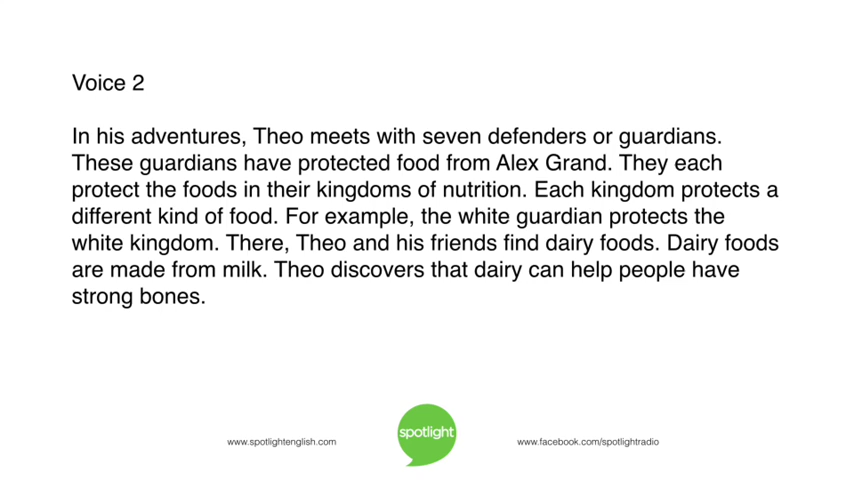 Voice 2
In his adventures, Theo meets with seven defenders or guardians.
These guardians have protected food from Alex Grand. They each
protect the foods in their kingdoms of nutrition. Each kingdom protects a
different kind of food. For example, the white guardian protects the
white kingdom. There, Theo and his friends find dairy foods. Dairy foods
are made from milk. Theo discovers that dairy can help people have
strong bones.
www.spotlightenglish.com
spotlight
www.facebook.com/spotlightradio